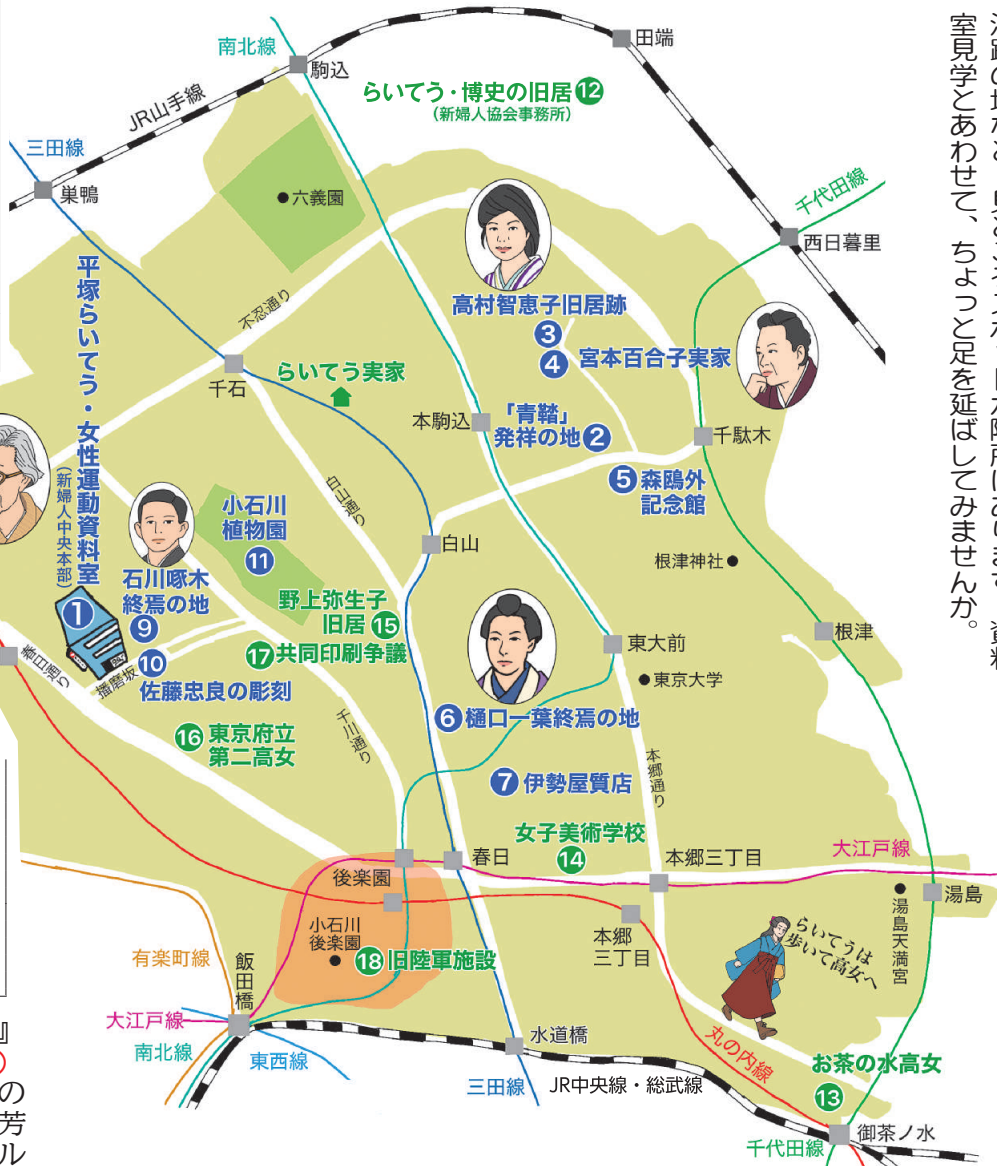 室見学とあわせて、ちょっと足を延ばしてみませんか。
南北線
駒込
田端
JR山手線
らいてう・博史の旧居⑫
(新婦人協会事務所)
三田線
巣鴨
六義園
千代田線
西日暮里
不忍通り
高村智恵子旧居跡
③
④ 宮本百合子実家
千石
らいてう実家
本駒込
「青鞜」
発祥の地②
千駄木
⑤森鴎外
記念館
平塚らいてう・女性運動資料室
(新婦人中央本部)
①
白山通り
小石川
植物園
⑪
白山
根津神社
石川啄木
終焉の地
⑨
野上弥生子
旧居⑮
⑰共同印刷争議
東大前
根津
東京大学
春日通り
播磨坂
⑩
佐藤忠良の彫刻
⑥樋口一葉終焉の地
⑯東京府立
第二高女
千川通り
⑦伊勢屋質店
本郷通り
女子美術学校
⑭
春日
本郷三丁目
大江戸線
後楽園
湯島
湯島天満宮
小石川
後楽園
⑱旧陸軍施設
本郷
三丁目
らいてうは
歩いて高女へ
有楽町線
飯田橋
大江戸線
南北線
東西線
水道橋
三田線
JR中央線・総武線
丸の内線
お茶の水高女
⑬
御茶ノ水
千代田線
』
の
芳
ル